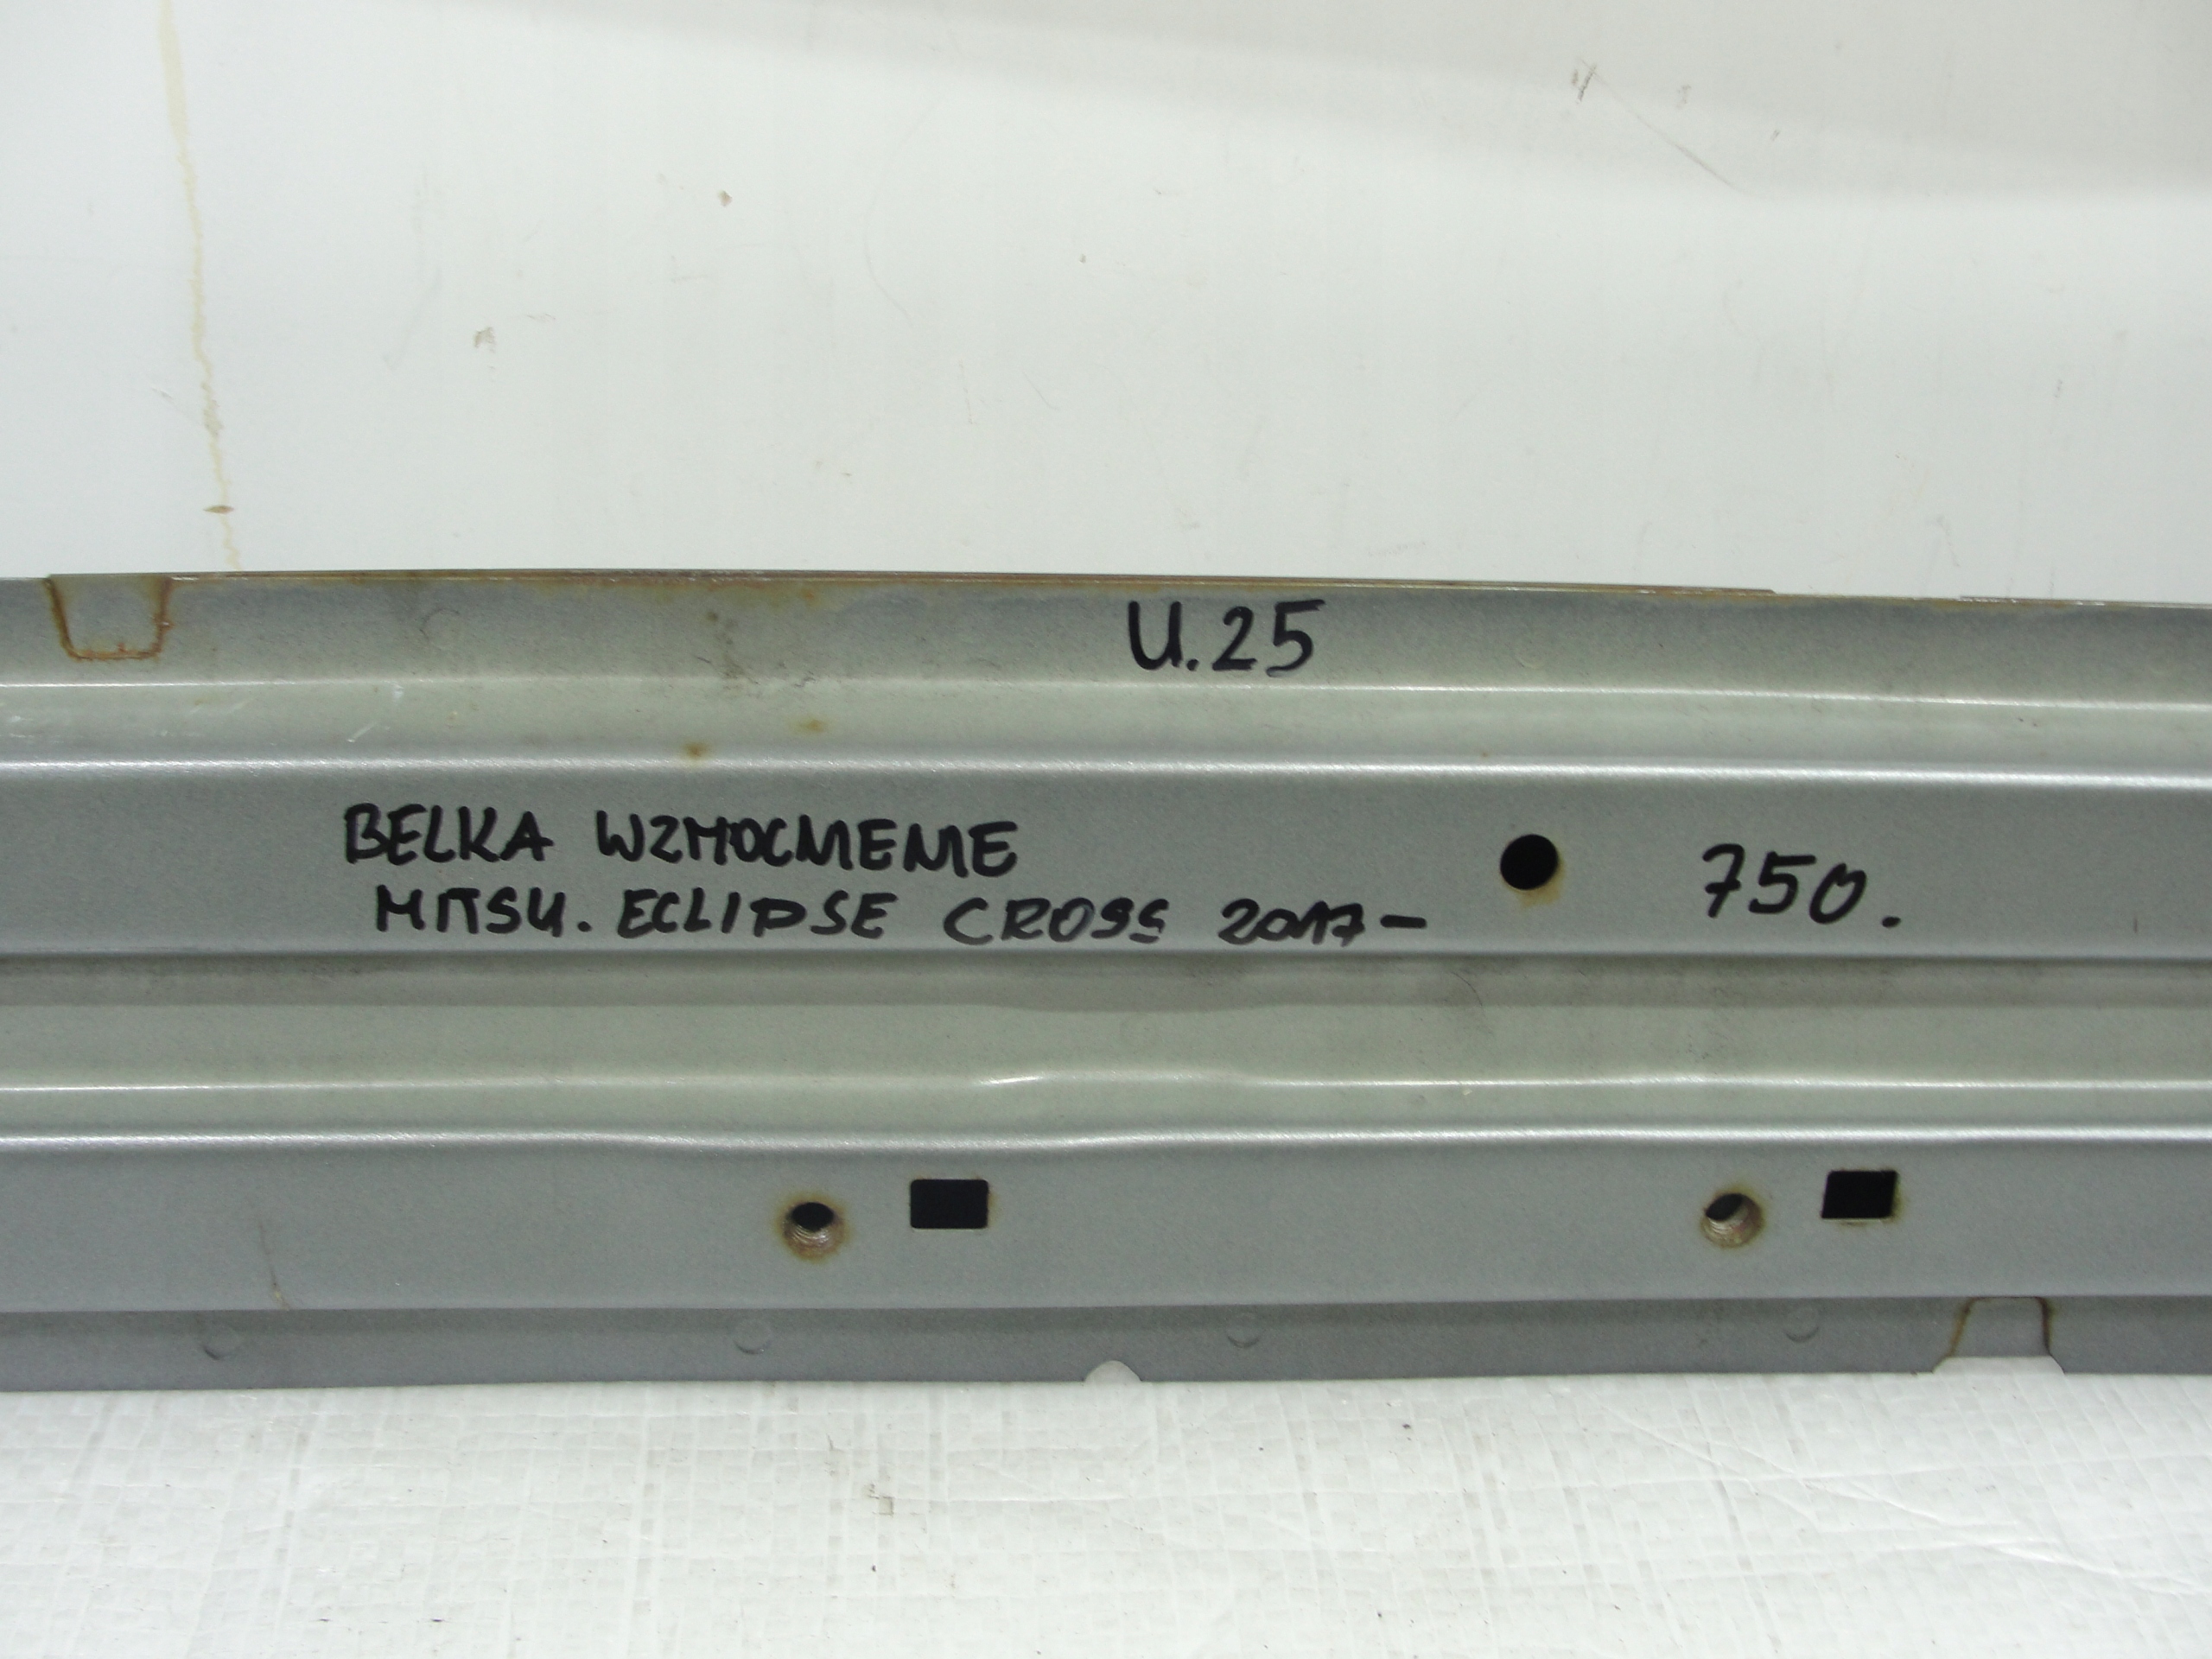 U.25
BELKA WZMOCNIENIE
MITSU. ECLIPSE CROSS 2017-
750.